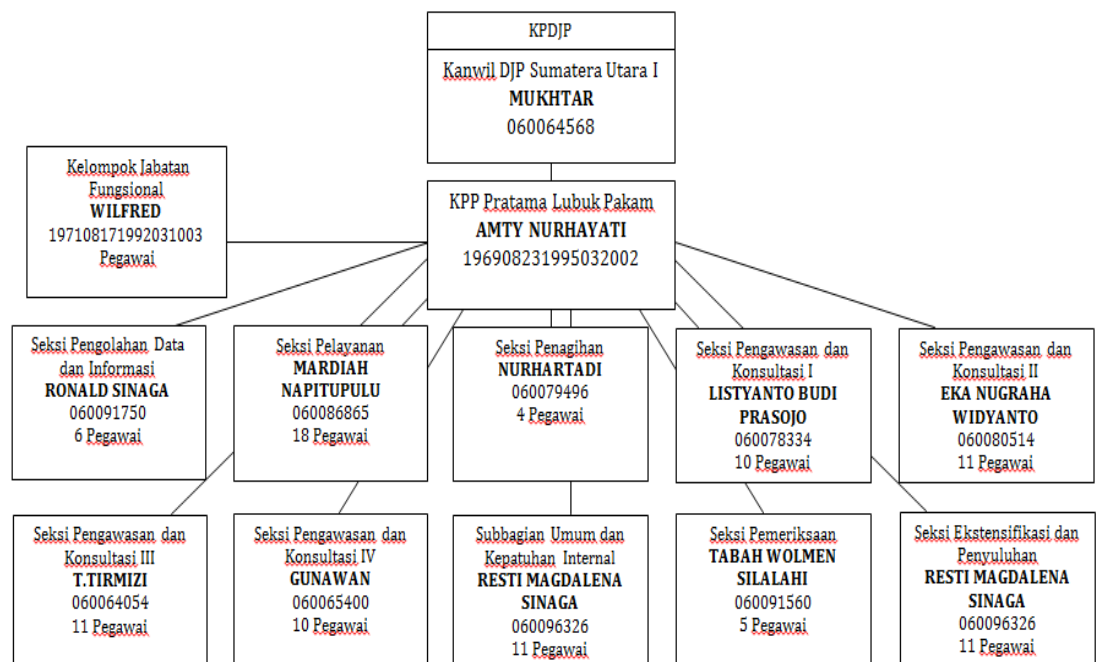 KPDJP
Kanwil DJP Sumatera Utara I
MUKHTAR
060064568
Kelompok Jabatan
Fungsional
WILFRED
197108171992031003
Pegawai
KPP Pratama Lubuk Pakam
AMTY NURHAYATI
196908231995032002
Seksi Pengolahan Data
dan Informasi
RONALD SINAGA
060091750
6 Pegawai
Seksi Pelayanan
MARDIAH
NAPITUPULU
060086865
18 Pegawai
Seksi Penagihan
NURHARTADI
060079496
4 Pegawai
Seksi Pengawasan dan
Konsultasi I
LISTYANTO BUDI
PRASOJO
060078334
10 Pegawai
Seksi Pengawasan dan
Konsultasi II
EKA NUGRAHA
WIDYANTO
060080514
11 Pegawai
Seksi Pengawasan dan
Konsultasi III
T.TIRMIZI
060064054
11 Pegawai
Seksi Pengawasan dan
Konsultasi IV
GUNAWAN
060065400
10 Pegawai
Subbagian Umum dan
Kepatuhan Internal
RESTI MAGDALENA
SINAGA
060096326
11 Pegawai
Seksi Pemeriksaan
TABAH WOLMEN
SILALAHI
060091560
5 Pegawai
Seksi Ekstensifikasi dan
Penyuluhan
RESTI MAGDALENA
SINAGA
060096326
11 Pegawai